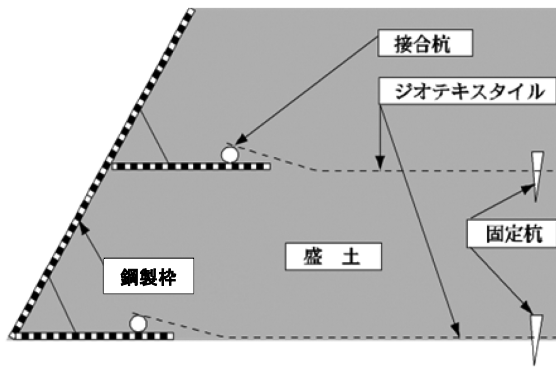 接合杭
ジオテキスタイル
固定杭
盛　土
鋼製枠